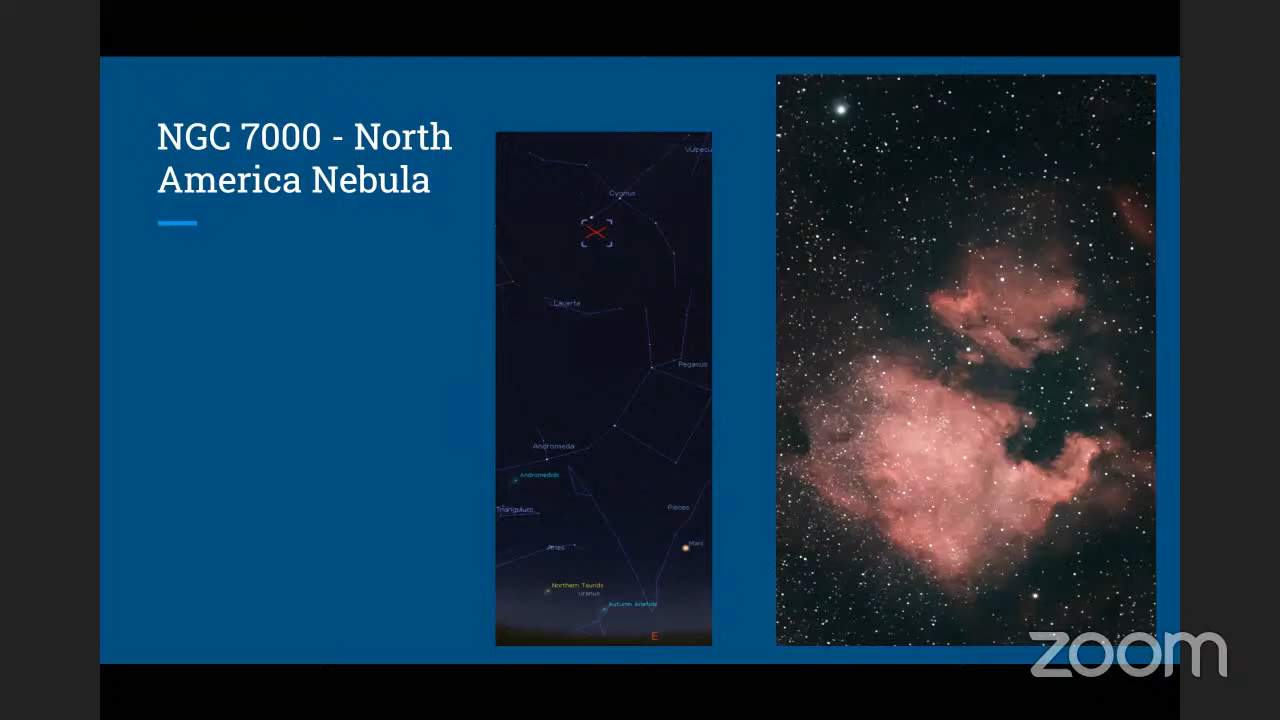 NGC 7000 - North
America Nebula
Vulpecu
Cygnus
Lacerta
Pegasus
Andromeda
Andromedids
Triangulum
Pisces
Aries
Mars
Northern Taurids
Uranus
Autumn Arietids
E
zoom